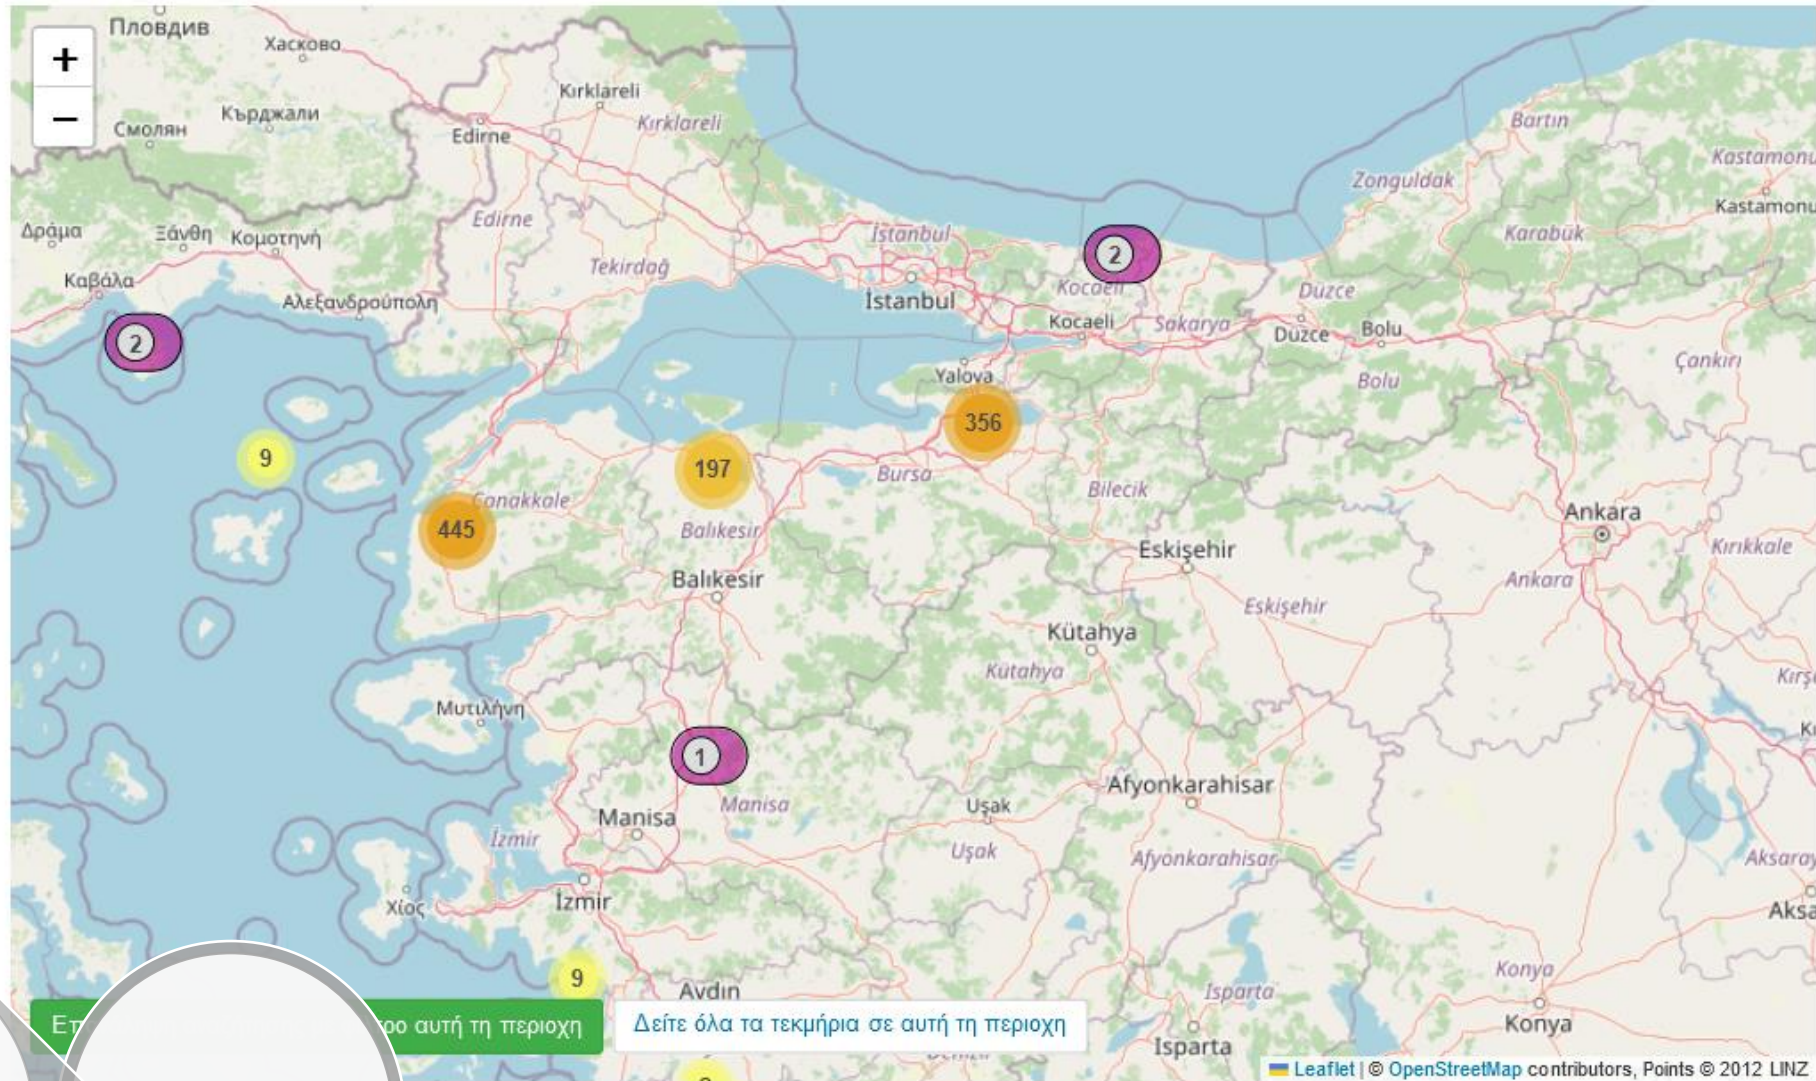 Пловдив
Хасково
+
−
Kırklareli
Кърджали
Kırklareli
Bartın
Смолян
Edirne
Kastamonu
Zonguldak
Kastamonu
Edirne
Δράμα
Ξάνθη
Κομοτηνή
İstanbul
Karabük
2
Tekirdağ
Καβάλα
Kocaeli
Düzce
Αλεξανδρούπολη
İstanbul
Kocaeli
Sakarya
Düzce
Bolu
2
Çankırı
Yalova
Bolu
356
9
197
Bursa
Bilecik
Çanakkale
Ankara
445
Balıkesir
Eskişehir
Kırıkkale
Balıkesir
Ankara
Eskişehir
Kütahya
Kütahya
Μυτιλήνη
1
Afyonkarahisar
Manisa
Uşak
Manisa
İzmir
Uşak
Afyonkarahisar
Aksaray
Χίος
İzmir
Konya
9
Aydın
Isparta
Επ
ρο αυτή τη περιοχη
Δείτε όλα τα τεκμήρια σε αυτή τη περιοχη
Konya
Isparta
Denizli
Leaflet | © OpenStreetMap contributors, Points © 2012 LINZ